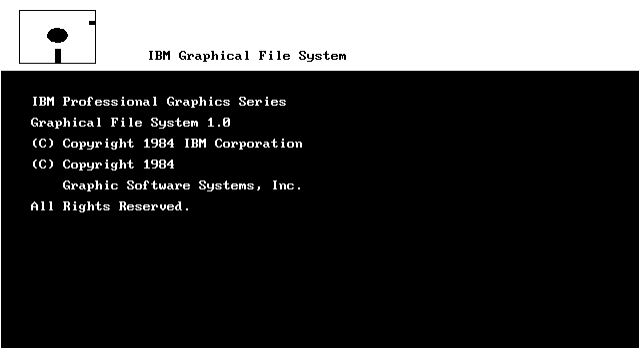 IBM Graphical File System
IBM Professional Graphics Series
Graphical File System 1.0
(C) Copyright 1984 IBM Corporation
(C) Copyright 1984
Graphic Software Systems, Inc.
All Rights Reserved.